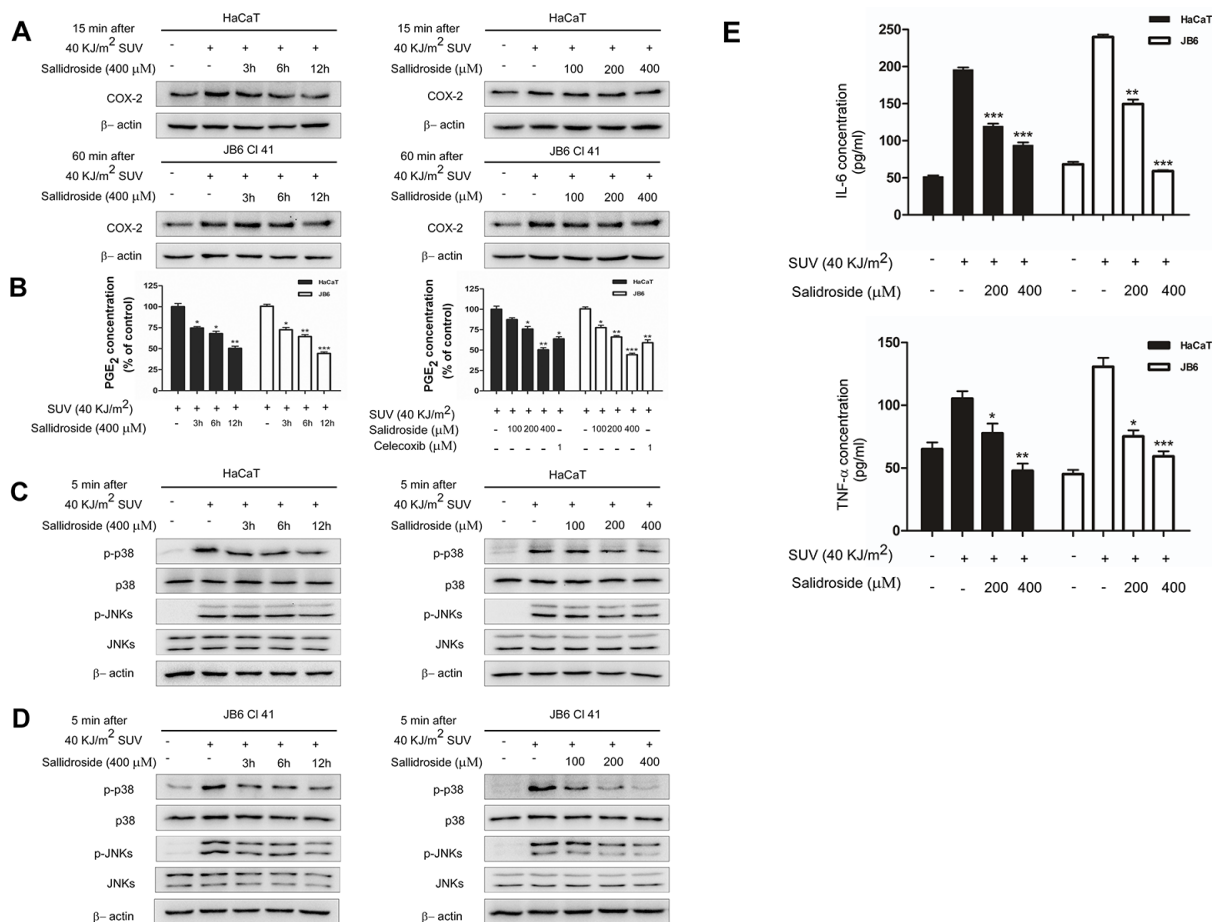 A
HaCaT
15 min after
40 KJ/m2 SUV - + + + +
Sallidroside (400 μM) - - 3h 6h 12h
COX-2
β− actin
60 min after JB6 Cl 41
40 KJ/m2 SUV - + + + +
Sallidroside (400 μM) - - 3h 6h 12h
COX-2
β− actin
HaCaT
15 min after
40 KJ/m2 SUV - + + + +
Sallidroside (μM) - - 100 200 400
COX-2
β− actin
60 min after JB6 Cl 41
40 KJ/m2 SUV - + + + +
Sallidroside (μM) - - 100 200 400
COX-2
β− actin
B
PGE2 concentration
(% of control)
125
100
75
50
25
0
HaCaT
JB6
* * ** * ** ***
SUV (40 KJ/m2) + + + + + + + +
Sallidroside (400 μM) - 3h 6h 12h - 3h 6h 12h
PGE2 concentration
(% of control)
125
100
75
50
25
0
HaCaT
JB6
* ** * * ** *** **
SUV (40 KJ/m2) + + + + + + + + + +
Salidroside (μM) - 100 200 400 - - 100 200 400 -
Celecoxib (μM) - - - - 1 - - - - 1
C
5 min after HaCaT
40 KJ/m2 SUV - + + + +
Sallidroside (400 μM) - - 3h 6h 12h
p-p38
p38
p-JNKs
JNKs
β− actin
5 min after HaCaT
40 KJ/m2 SUV - + + + +
Sallidroside (μM) - - 100 200 400
p-p38
p38
p-JNKs
JNKs
β− actin
D
5 min after JB6 Cl 41
40 KJ/m2 SUV - + + + +
Sallidroside (400 μM) - - 3h 6h 12h
p-p38
p38
p-JNKs
JNKs
β− actin
5 min after JB6 Cl 41
40 KJ/m2 SUV - + + + +
Sallidroside (μM) - - 100 200 400
p-p38
p38
p-JNKs
JNKs
β− actin
E
IL-6 concentration
(pg/ml)
250
200
150
100
50
0
HaCaT
JB6
*** *** ** ***
SUV (40 KJ/m2) - + + + - + + +
Salidroside (μM) - - 200 400 - - 200 400
TNF-α concentration
(pg/ml)
150
100
50
0
HaCaT
JB6
* ** * ***
SUV (40 KJ/m2) - + + + - + + +
Salidroside (μM) - - 200 400 - - 200 400